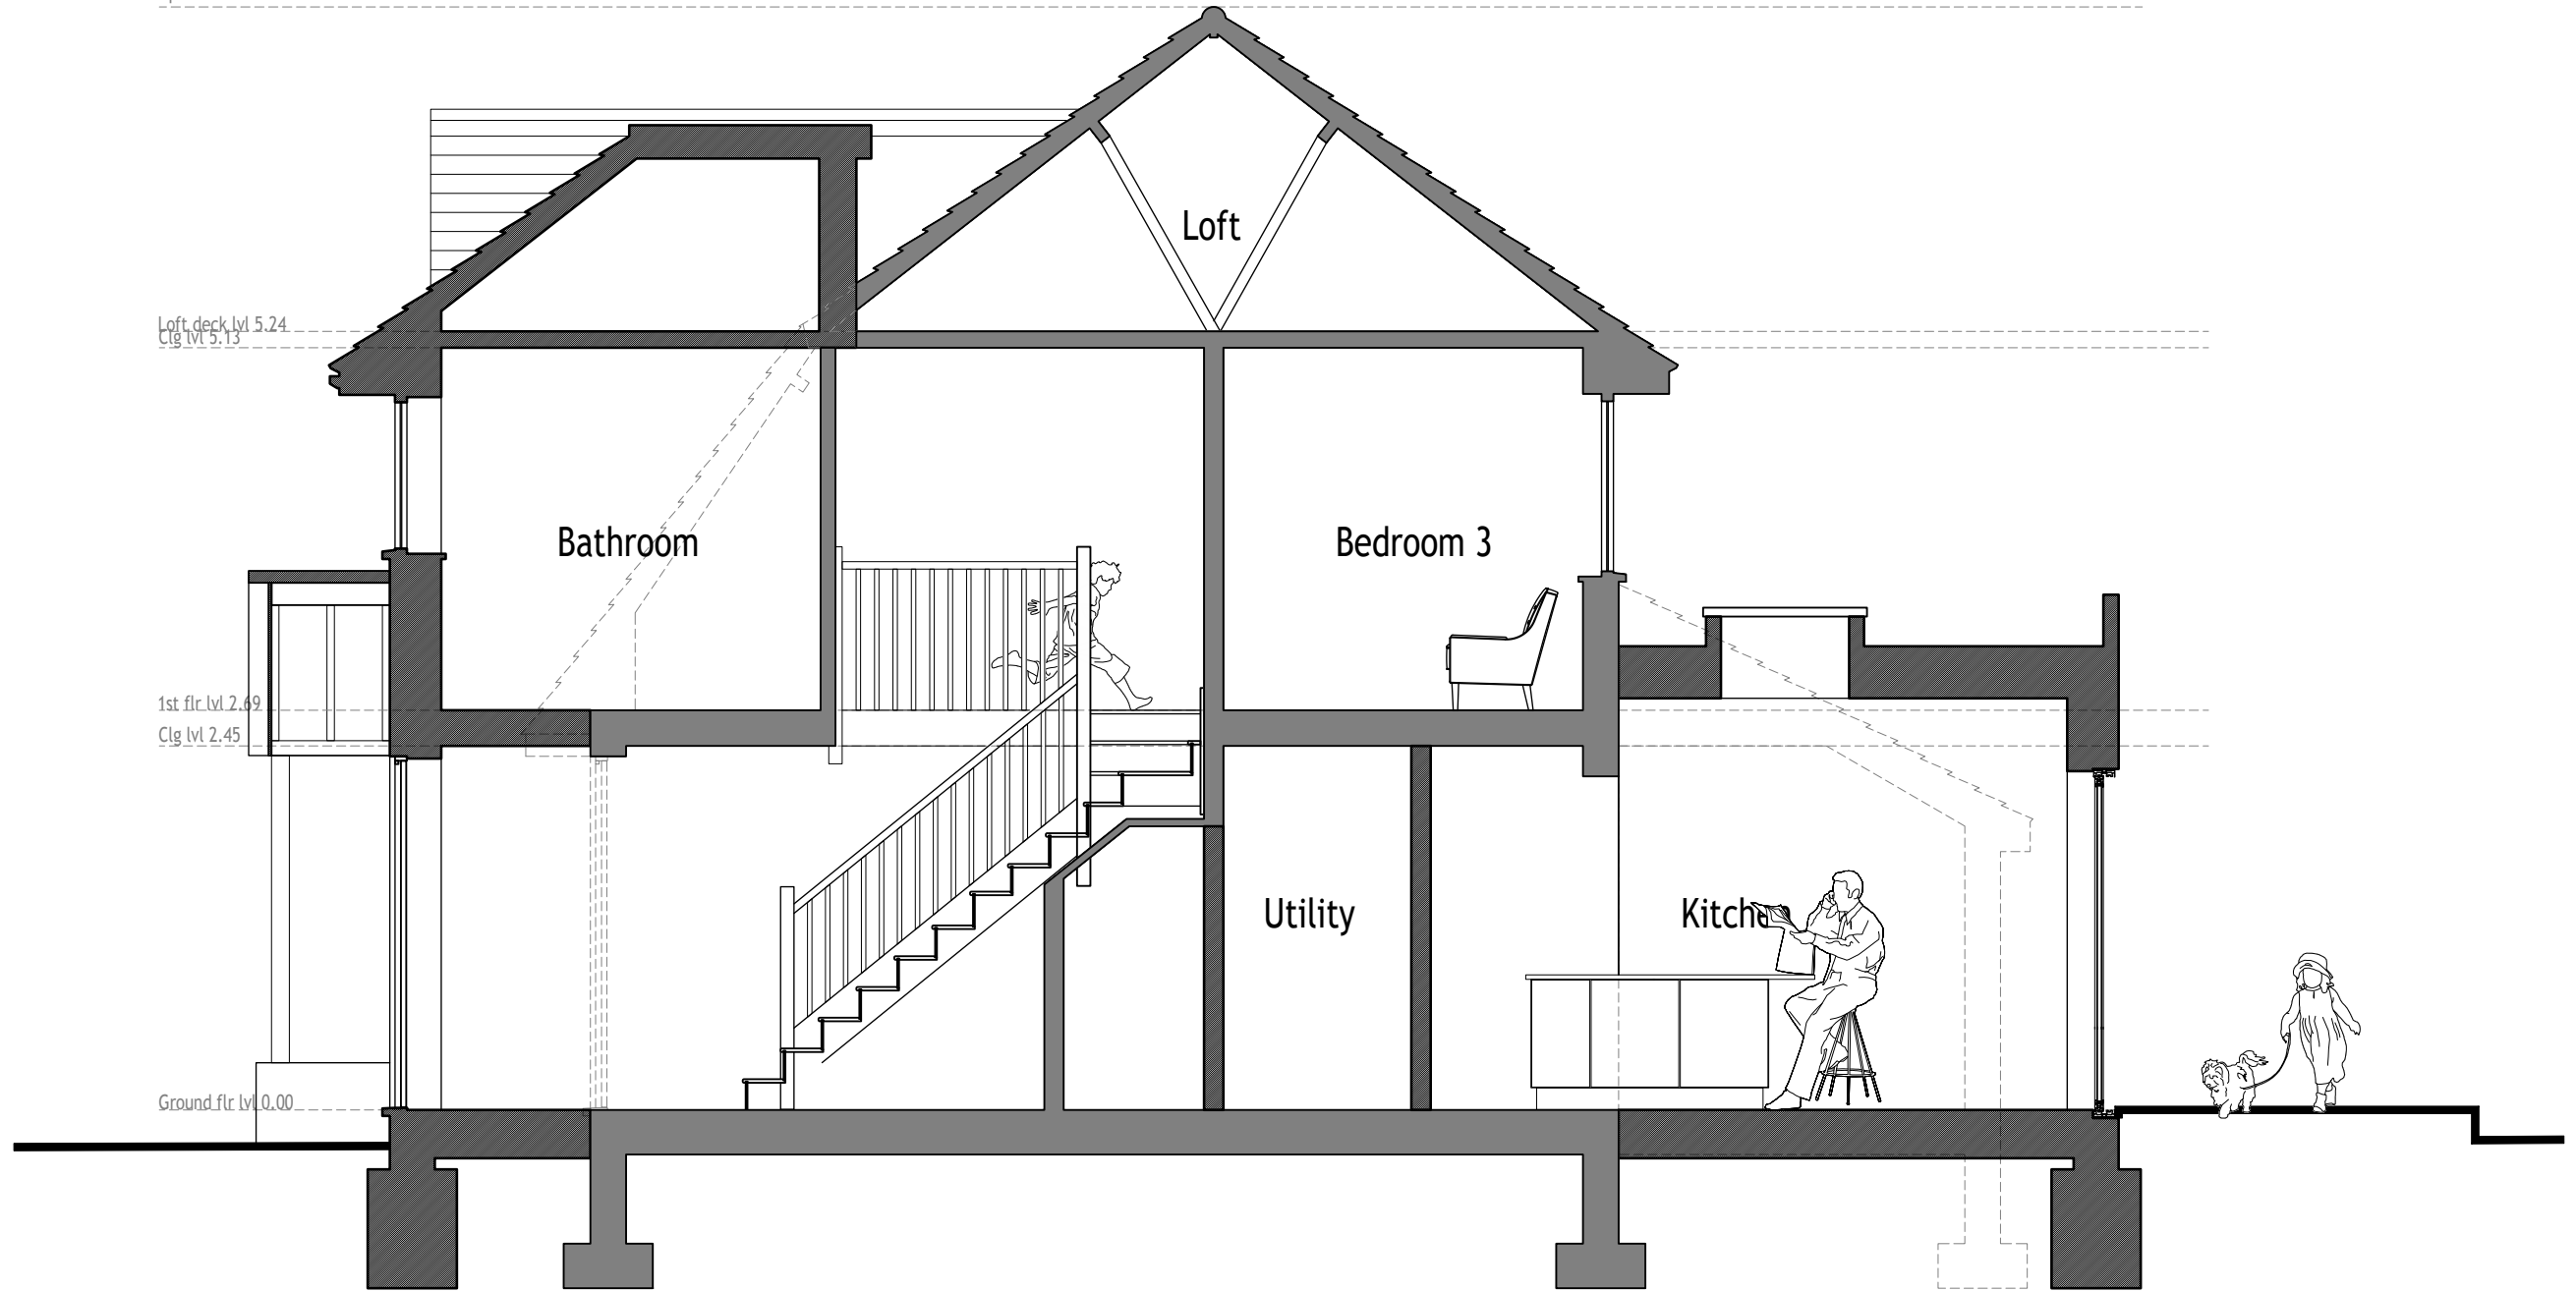 Loft
Loft deck lvl 5.24
Clg lvl 5.13
Bathroom
Bedroom 3
1st flr lvl 2.69
Clg lvl 2.45
Utility
Kitche
Ground flr lvl 0.00